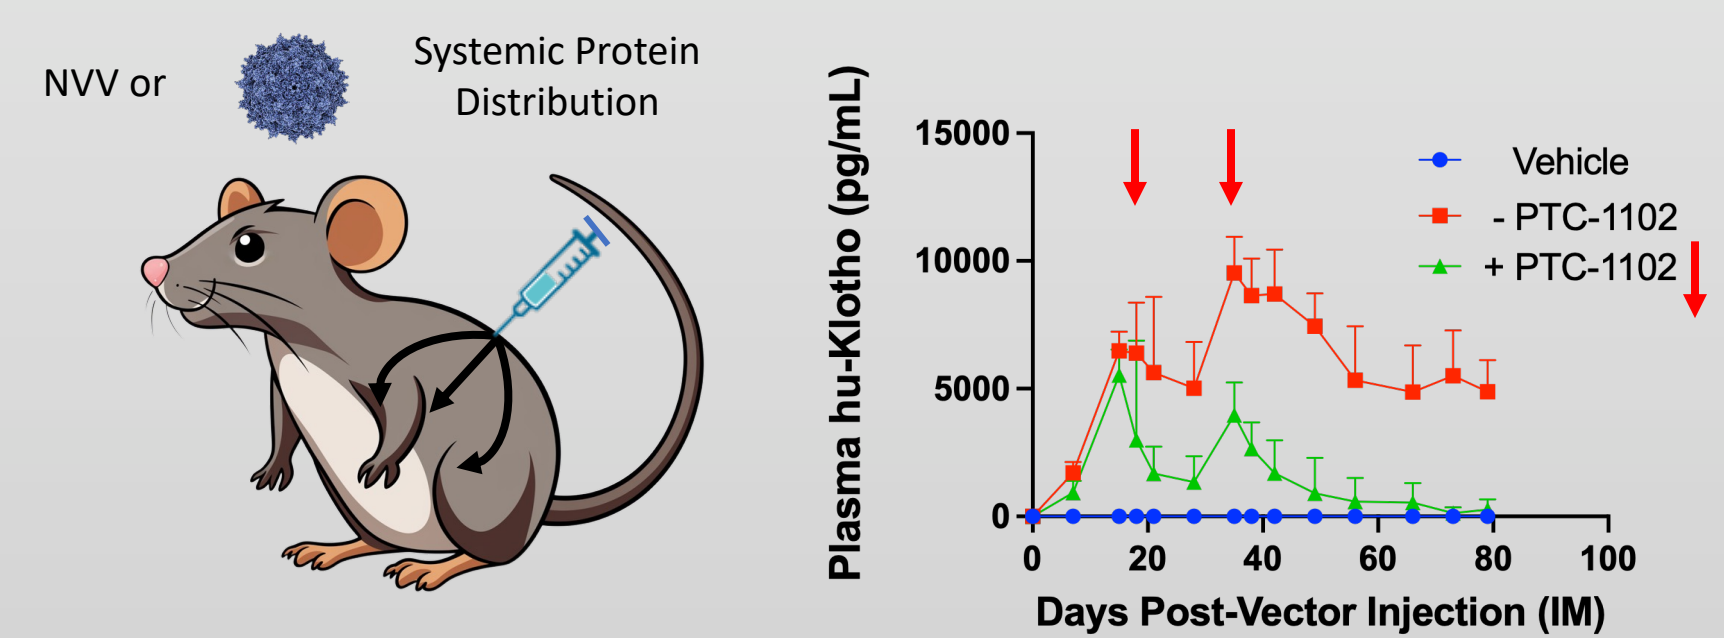 NVV or
Systemic Protein
Distribution
Plasma hu-Klotho (pg/mL)
15000
10000
5000
0
0 20 40 60 80 100
Days Post-Vector Injection (IM)
Vehicle
- PTC-1102
+ PTC-1102